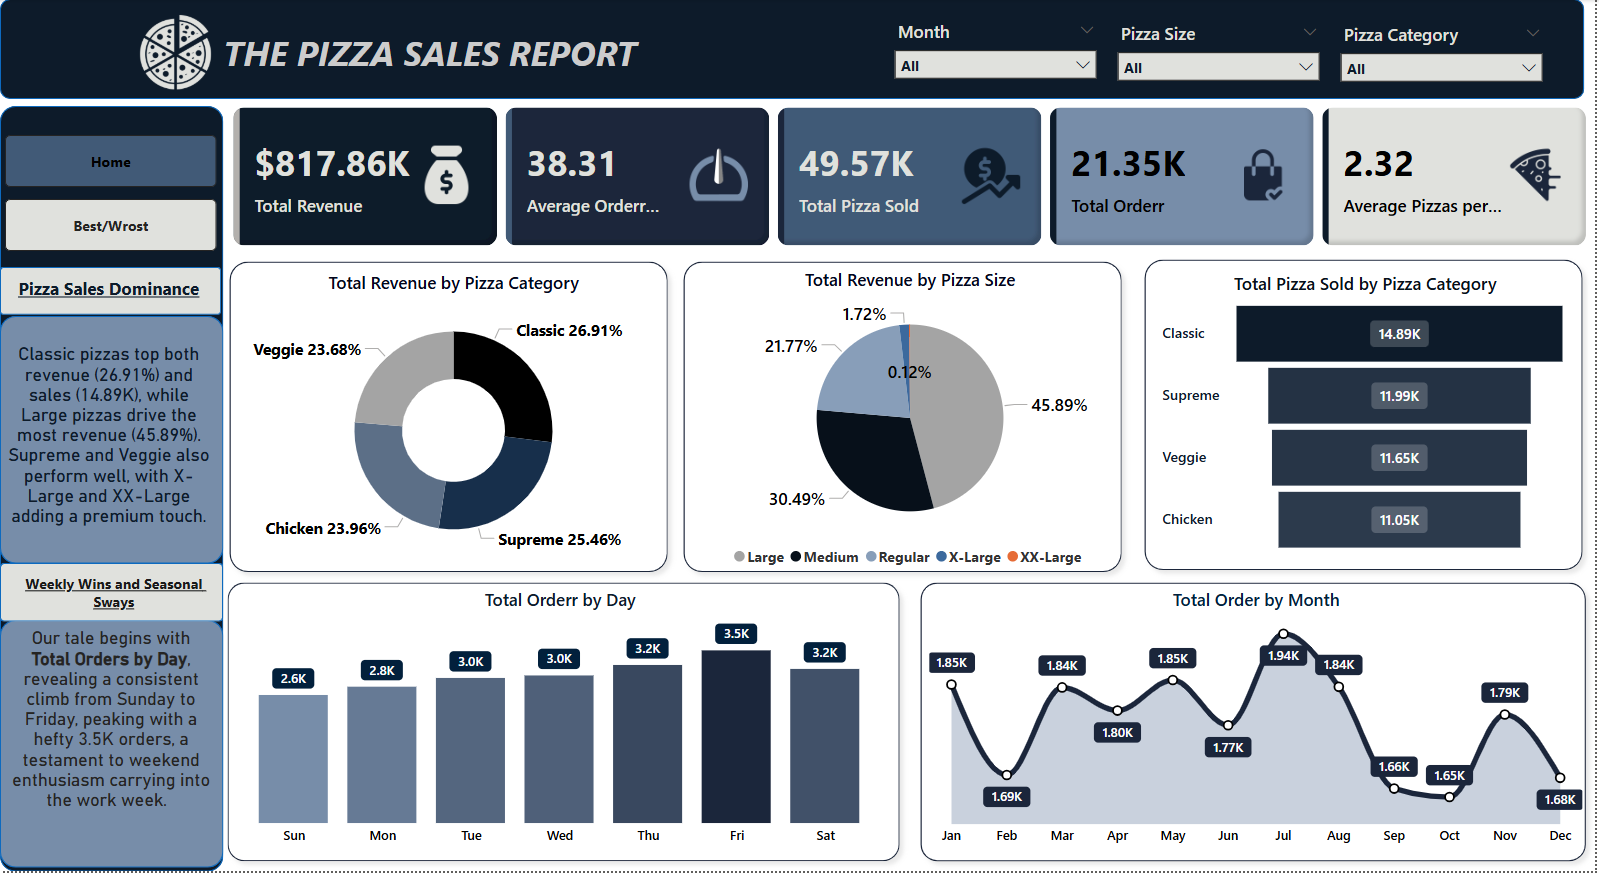 THE PIZZA SALES REPORT
Month
All
Pizza Size
All
Pizza Category
All
Home
Best/Wrost
Pizza Sales Dominance
Classic pizzas top both
revenue (26.91%) and
sales (14.89K), while
Large pizzas drive the
most revenue (45.89%).
Supreme and Veggie also
perform well, with X-
Large and XX-Large
adding a premium touch.
Weekly Wins and Seasonal
Sways
Our tale begins with
Total Orders by Day,
revealing a consistent
climb from Sunday to
Friday, peaking with a
hefty 3.5K orders, a
testament to weekend
enthusiasm carrying into
the work week.
$817.86K
Total Revenue
38.31
Average Orderr...
49.57K
Total Pizza Sold
21.35K
Total Orderr
2.32
Average Pizzas per...
Total Revenue by Pizza Category
Classic 26.91%
Veggie 23.68%
Chicken 23.96%
Supreme 25.46%
Total Revenue by Pizza Size
1.72%
21.77%
0.12%
45.89%
30.49%
Large Medium Regular X-Large XX-Large
Total Pizza Sold by Pizza Category
Classic 14.89K
Supreme 11.99K
Veggie 11.65K
Chicken 11.05K
Total Orderr by Day
2.6K 2.8K 3.0K 3.0K 3.2K 3.5K 3.2K
Sun Mon Tue Wed Thu Fri Sat
Total Order by Month
1.85K 1.69K 1.84K 1.80K 1.85K 1.77K 1.94K 1.84K 1.66K 1.65K 1.79K 1.68K
Jan Feb Mar Apr May Jun Jul Aug Sep Oct Nov Dec